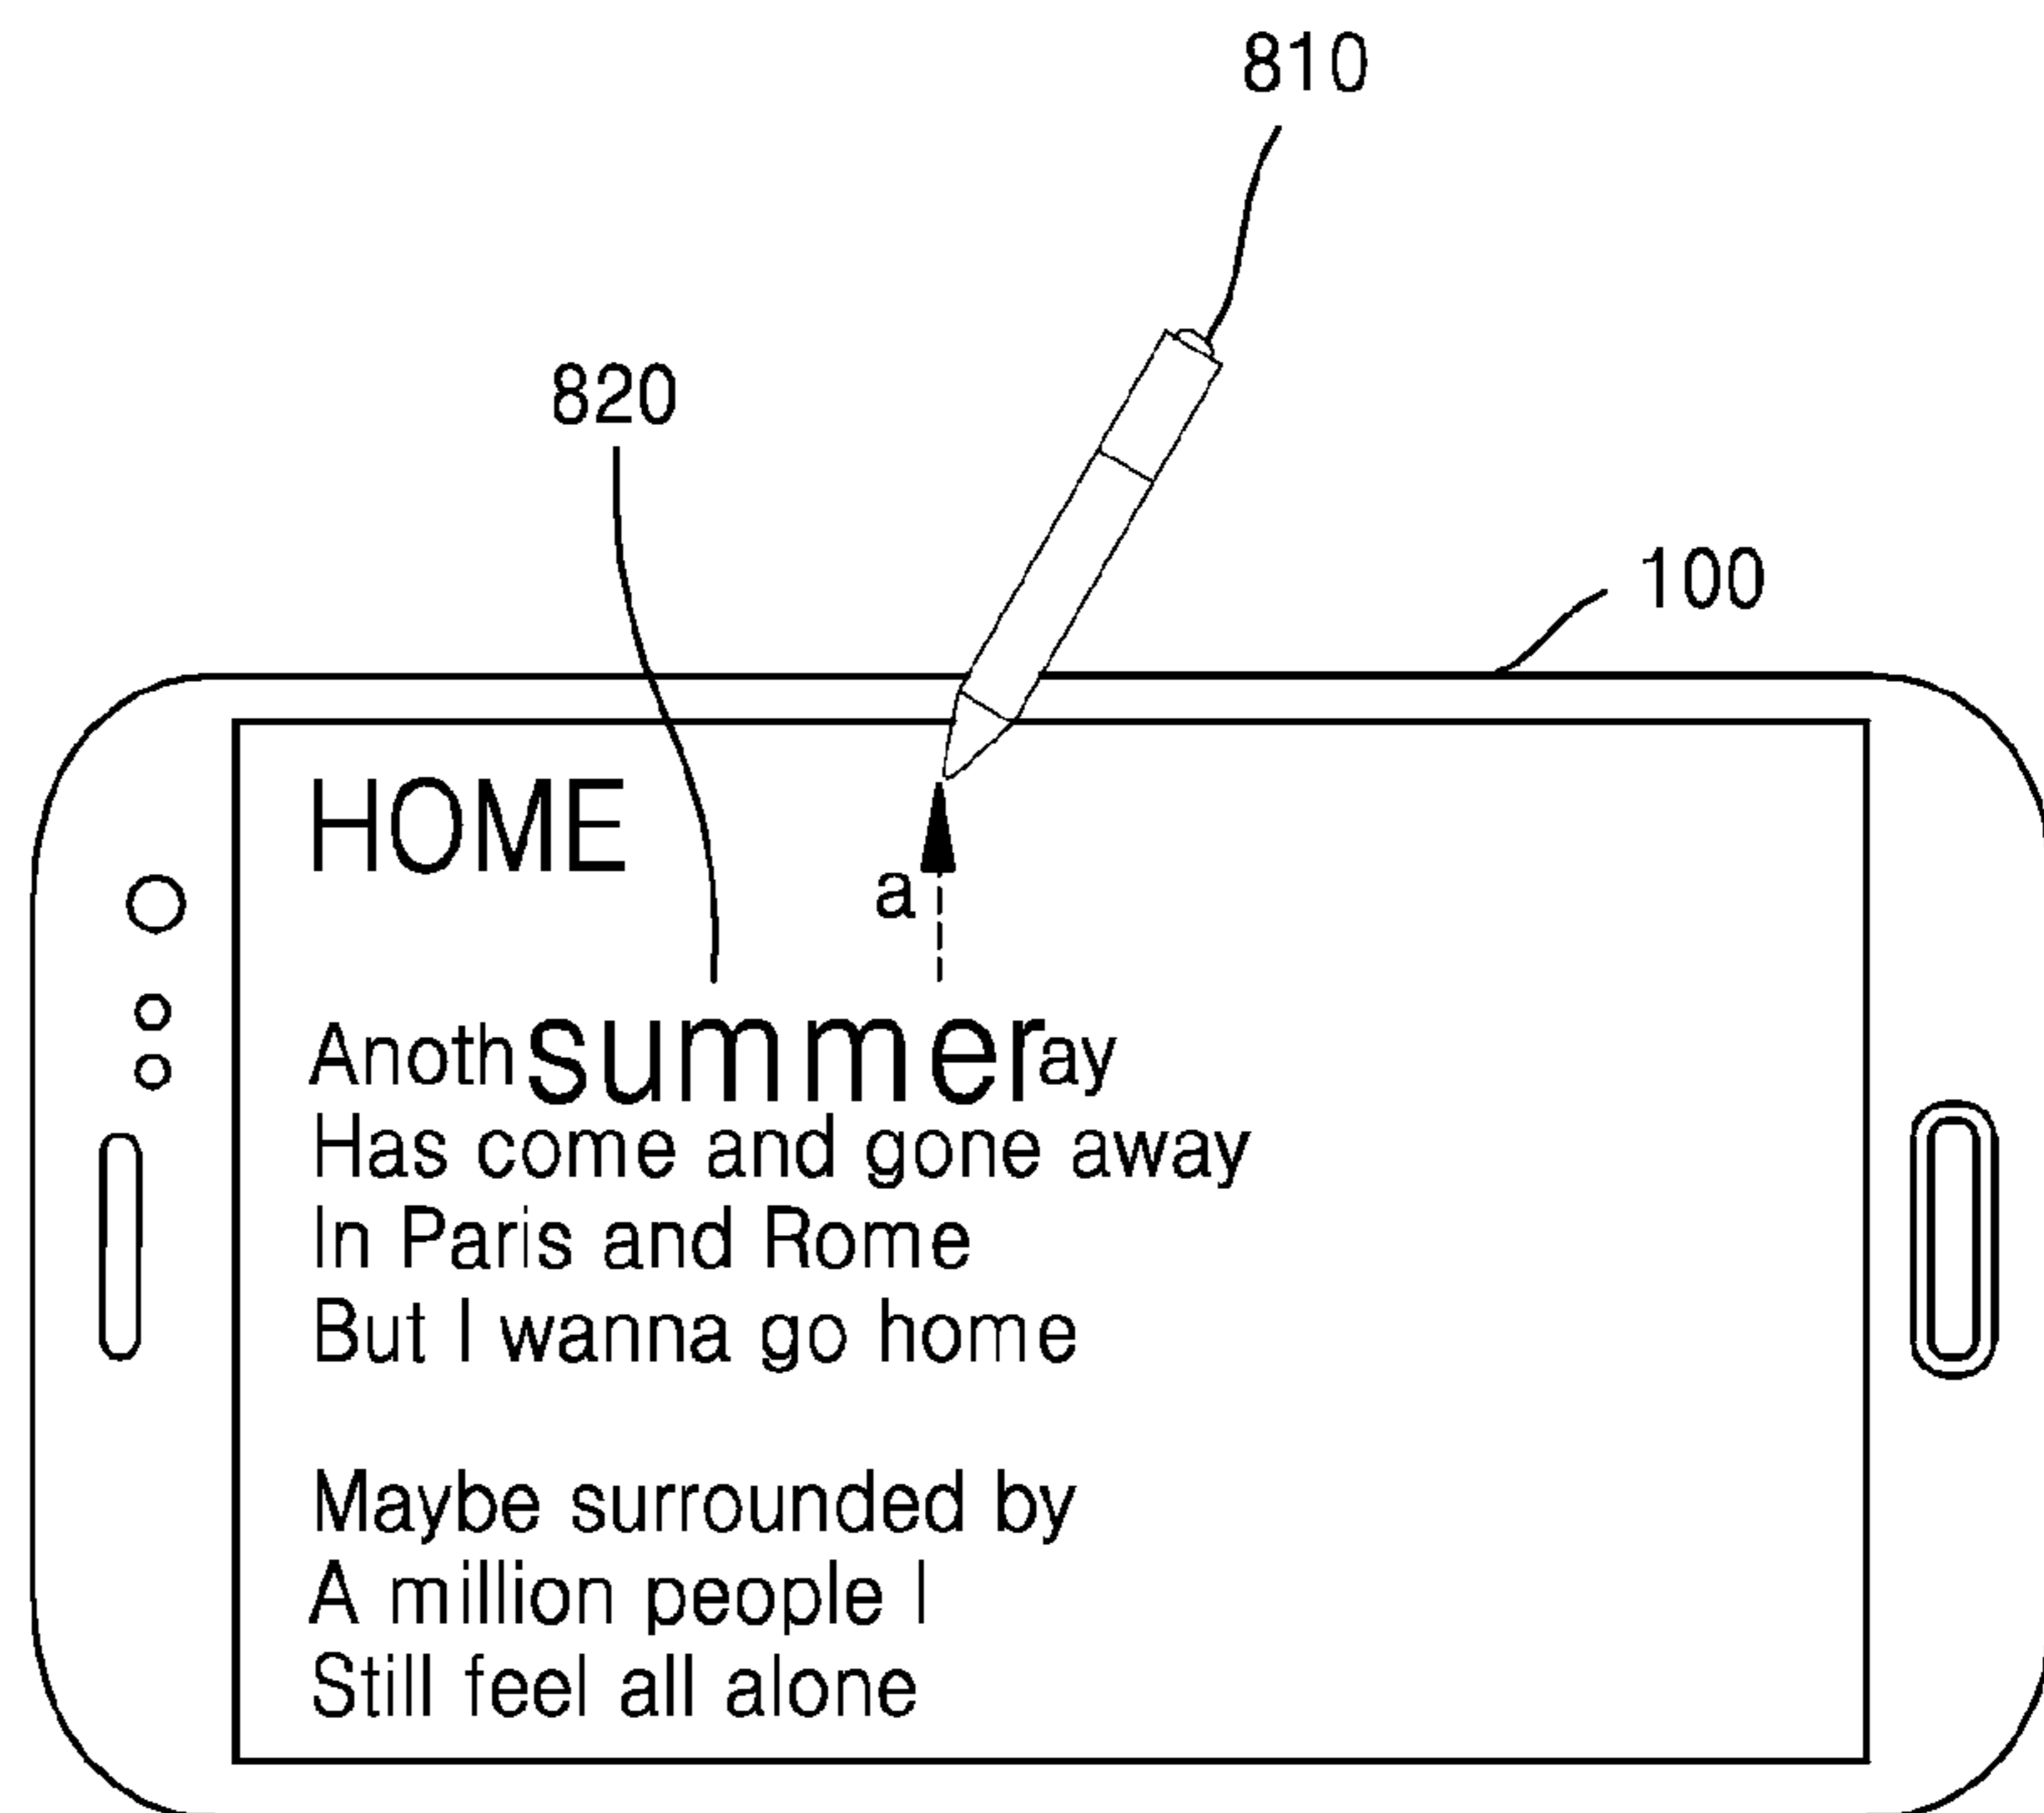 810
820
100
HOME
a
Anothsummeray
Has come and gone away
In Paris and Rome
But I wanna go home
Maybe surrounded by
A million people I
Still feel all alone